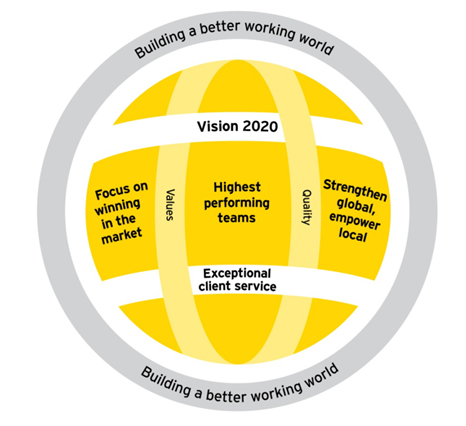 Building a better working world
Vision 2020
Focus on
winning
in the
market
Values
Highest
performing
teams
Quality
Strengthen
global,
empower
local
Exceptional
client service
Building a better working world